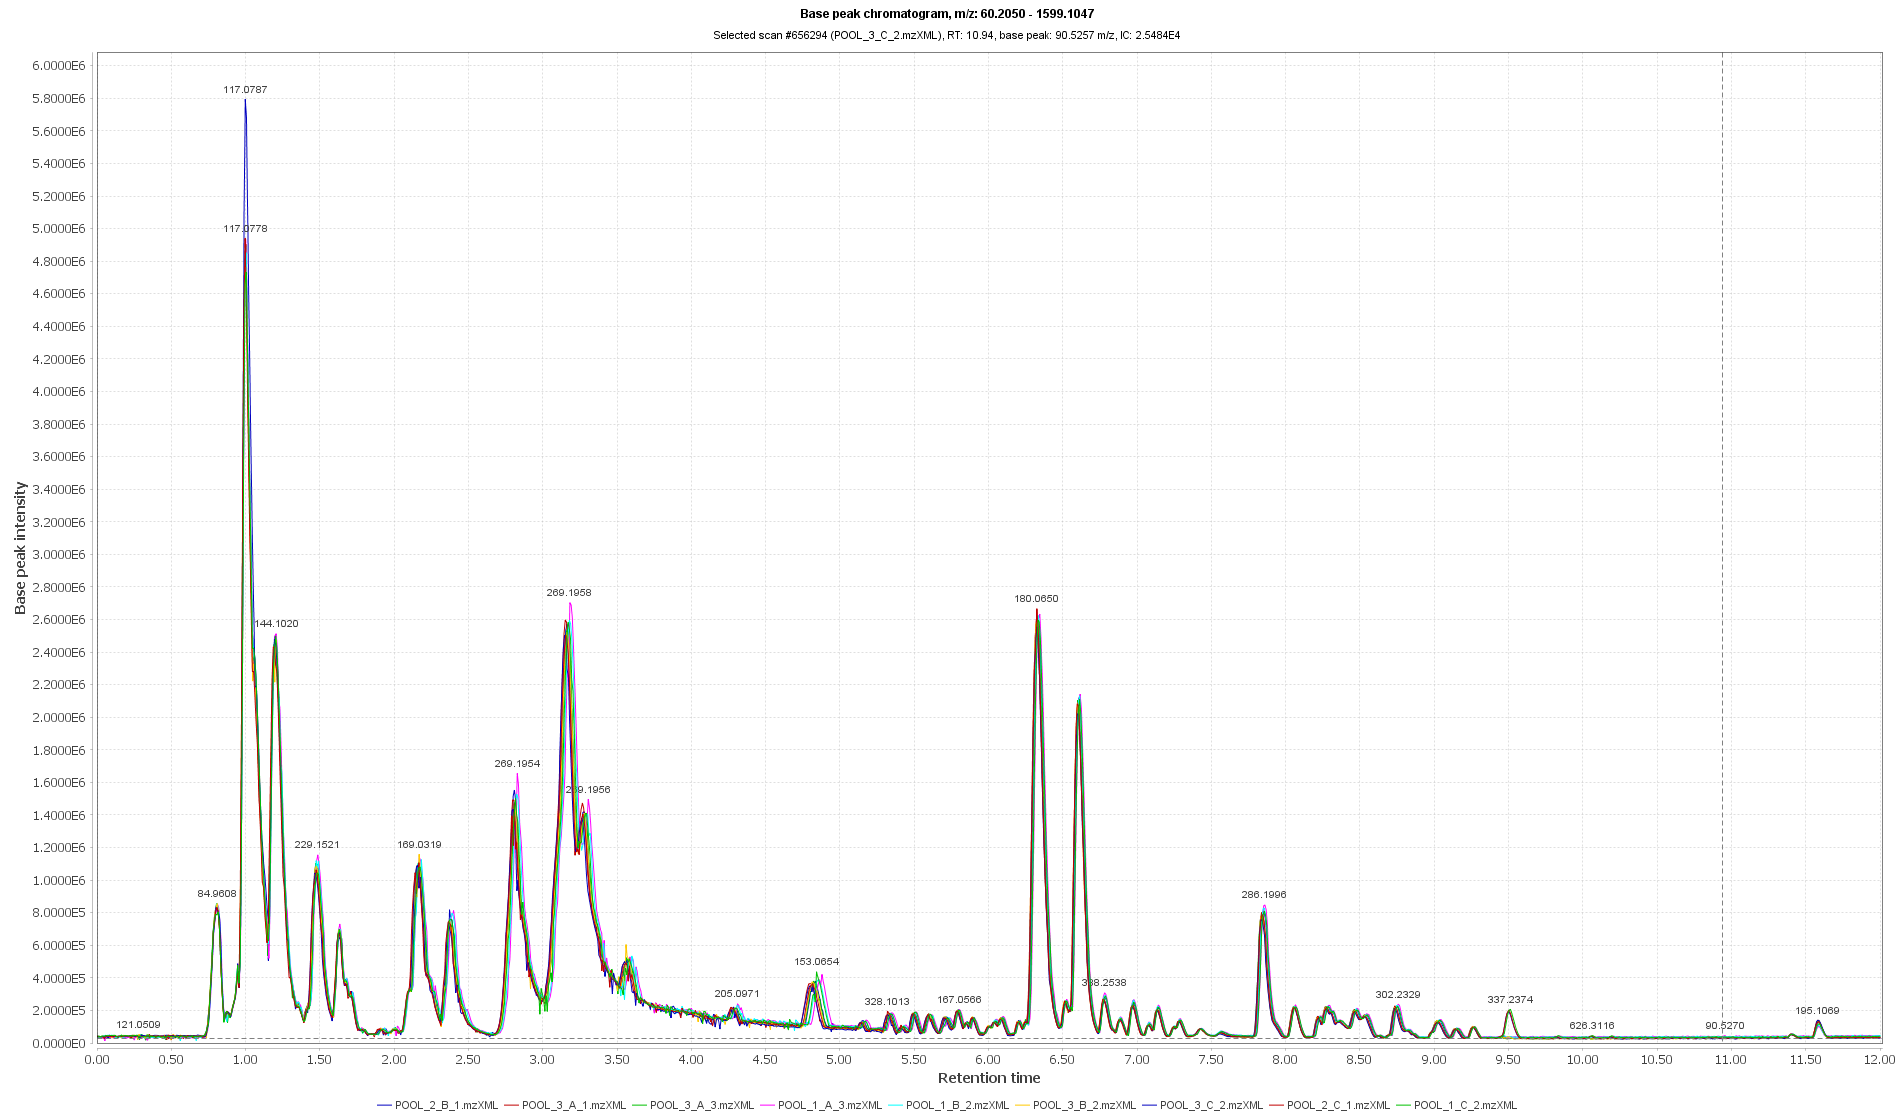 Base peak chromatogram, m/z: 60.2050 - 1599.1047
Selected scan #656294 (POOL_3_C_2.mzXML), RT: 10.94, base peak: 90.5257 m/z, IC: 2.5484E4
6.0000E6
5.8000E6
5.6000E6
5.4000E6
5.2000E6
5.0000E6
4.8000E6
4.6000E6
4.4000E6
4.2000E6
4.0000E6
3.8000E6
3.6000E6
3.4000E6
3.2000E6
3.0000E6
2.8000E6
2.6000E6
2.4000E6
2.2000E6
2.0000E6
1.8000E6
1.6000E6
1.4000E6
1.2000E6
1.0000E6
8.0000E5
6.0000E5
4.0000E5
2.0000E5
0.0000E0
Base peak intensity
117.0787
117.0778
144.1020
269.1958
180.0650
269.1954
269.1956
229.1521
169.0319
84.9608
286.1996
153.0654
338.2538
205.0971
328.1013
167.0566
302.2329
337.2374
195.1069
121.0509
626.3116
90.5270
0.00 0.50 1.00 1.50 2.00 2.50 3.00 3.50 4.00 4.50 5.00 5.50 6.00 6.50 7.00 7.50 8.00 8.50 9.00 9.50 10.00 10.50 11.00 11.50 12.00
Retention time
POOL_2_B_1.mzXML POOL_3_A_1.mzXML POOL_3_A_3.mzXML POOL_1_A_3.mzXML POOL_1_B_2.mzXML POOL_3_B_2.mzXML POOL_3_C_2.mzXML POOL_2_C_1.mzXML POOL_1_C_2.mzXML